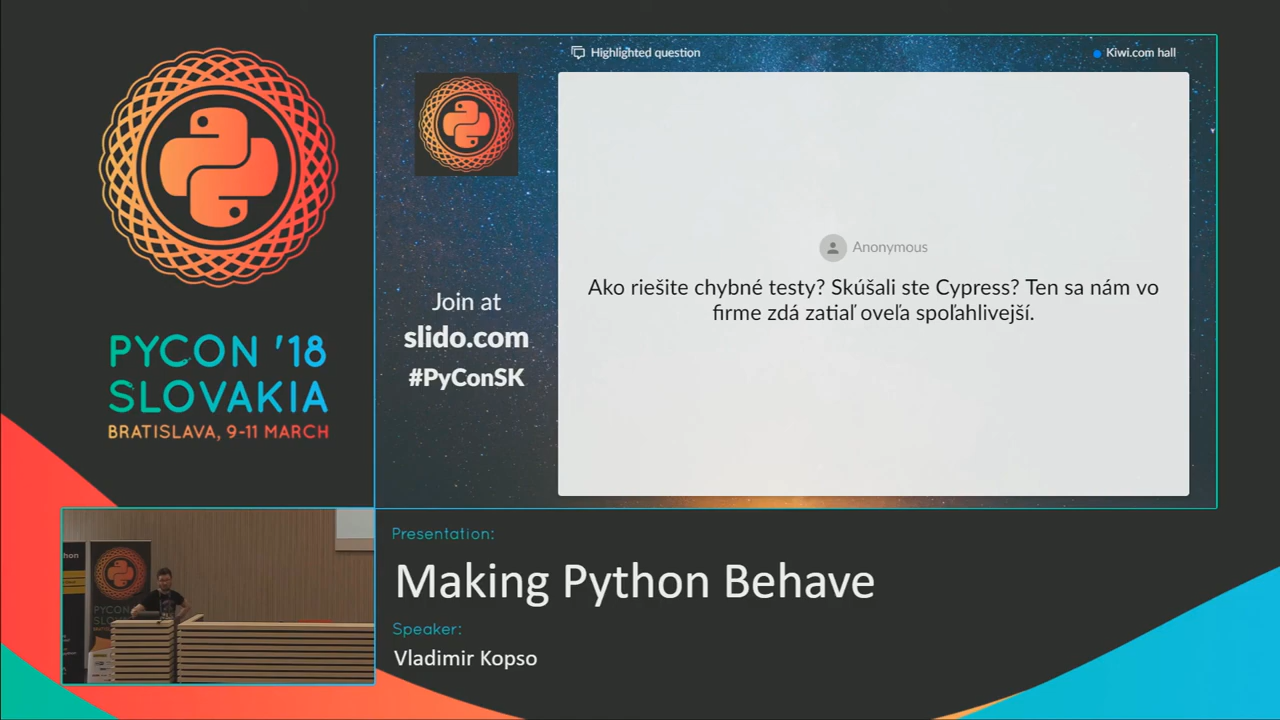 Highlighted question
Kiwi.com hall
Anonymous
Ako riešite chybné testy? Skúšali ste Cypress? Ten sa nám vo
firme zdá zatiaľ oveľa spoľahlivejší.
Join at
slido.com
#PyConSK
PYCON '18
SLOVAKIA
BRATISLAVA, 9-11 MARCH
Presentation:
Making Python Behave
Speaker:
Vladimir Kopso
hon
PYCON